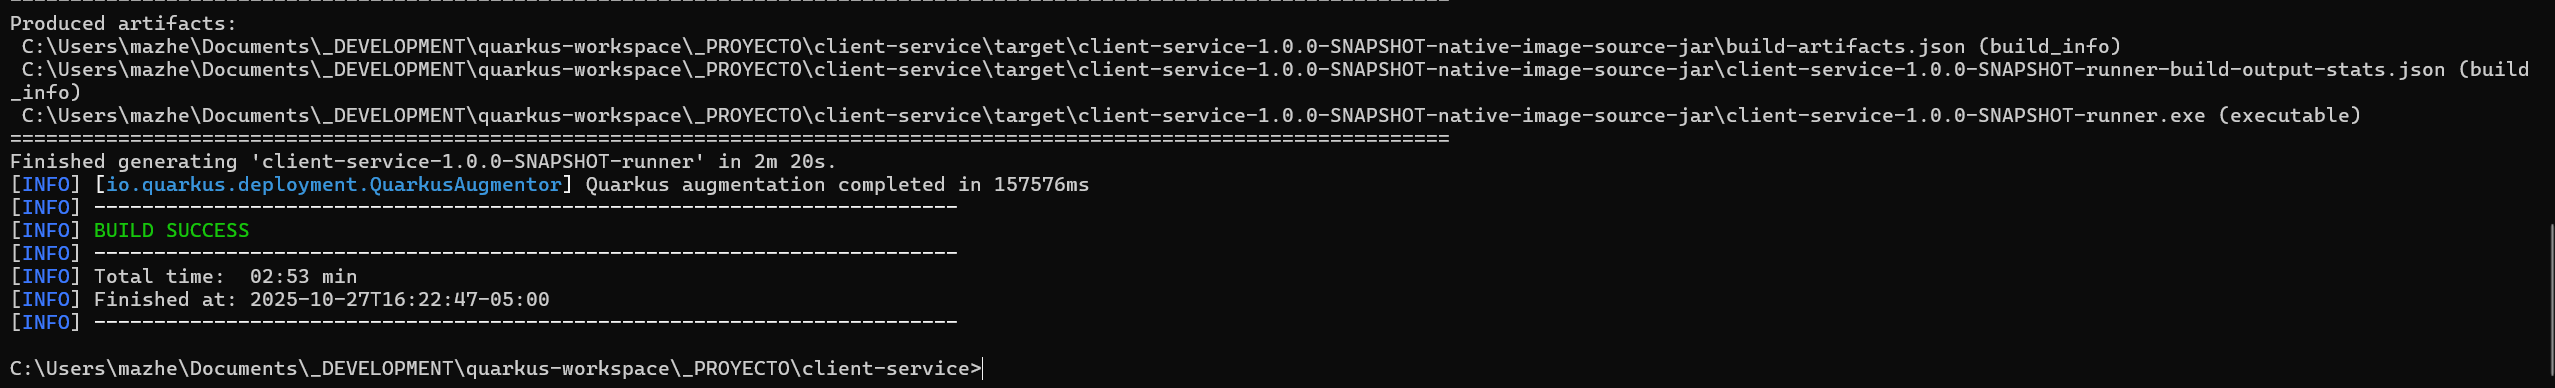 Produced artifacts:
 C:\Users\mazhe\Documents\_DEVELOPMENT\quarkus-workspace\_PROYECTO\client-service\target\client-service-1.0.0-SNAPSHOT-native-image-source-jar\build-artifacts.json (build_info)
 C:\Users\mazhe\Documents\_DEVELOPMENT\quarkus-workspace\_PROYECTO\client-service\target\client-service-1.0.0-SNAPSHOT-native-image-source-jar\client-service-1.0.0-SNAPSHOT-runner-build-output-stats.json (build
_info)
 C:\Users\mazhe\Documents\_DEVELOPMENT\quarkus-workspace\_PROYECTO\client-service\target\client-service-1.0.0-SNAPSHOT-native-image-source-jar\client-service-1.0.0-SNAPSHOT-runner.exe (executable)
========================================================================================================================
Finished generating 'client-service-1.0.0-SNAPSHOT-runner' in 2m 20s.
[INFO] [io.quarkus.deployment.QuarkusAugmentor] Quarkus augmentation completed in 157576ms
[INFO] ------------------------------------------------------------------------
[INFO] BUILD SUCCESS
[INFO] ------------------------------------------------------------------------
[INFO] Total time:  02:53 min
[INFO] Finished at: 2025-10-27T16:22:47-05:00
[INFO] ------------------------------------------------------------------------
C:\Users\mazhe\Documents\_DEVELOPMENT\quarkus-workspace\_PROYECTO\client-service>